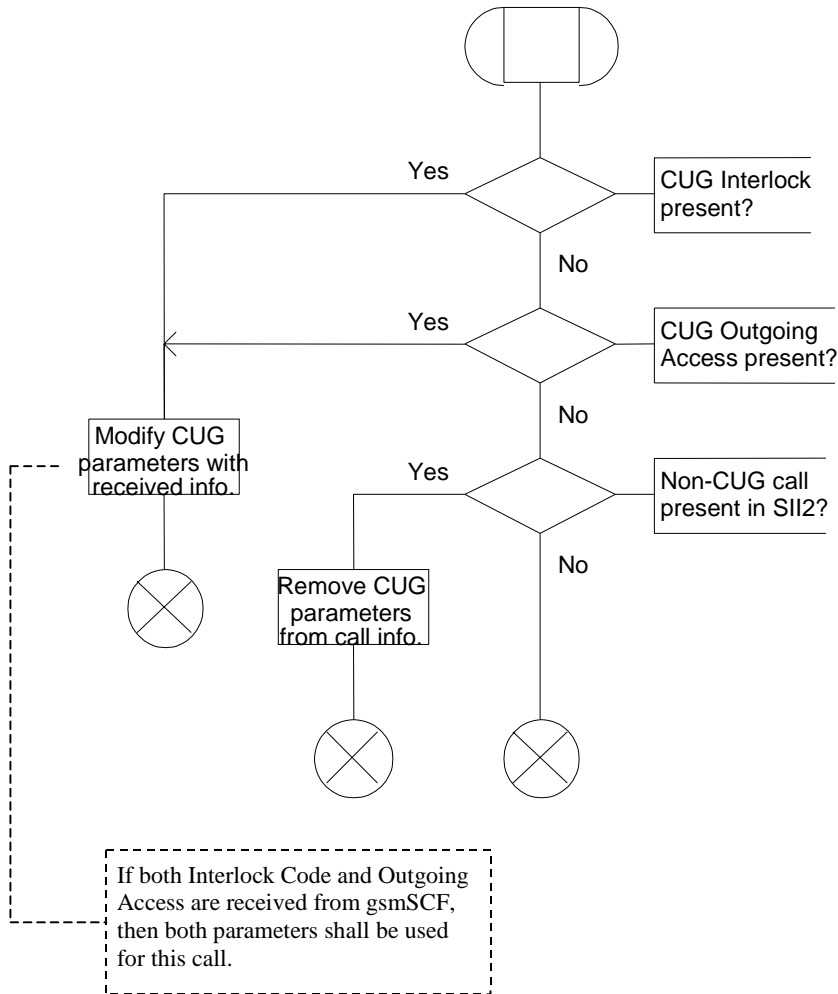 Yes
CUG Interlock
present?
No
Yes
CUG Outgoing
Access present?
No
Modify CUG
parameters with
received info.
Yes
Non-CUG call
present in SII2?
No
Remove CUG
parameters
from call info.
If both Interlock Code and Outgoing
Access are received from gsmSCF,
then both parameters shall be used
for this call.